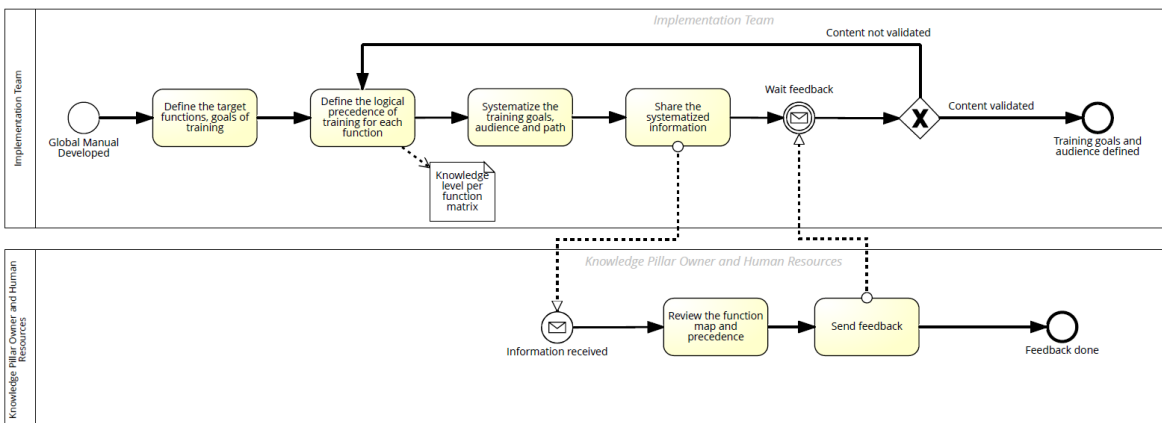 Implementation Team
Implementation Team
Content not validated
Wait feedback
Define the target
functions, goals of
training
Define the logical
precedence of
training for each
function
Systematize the
training goals,
audience and path
Share the
systematized
information
Content validated
X
Global Manual
Developed
Training goals and
audience defined
Knowledge
level per
function
matrix
Knowledge Pillar Owner and Human
Resources
Knowledge Pillar Owner and Human Resources
Review the function
map and
precedence
Send feedback
Information received
Feedback done